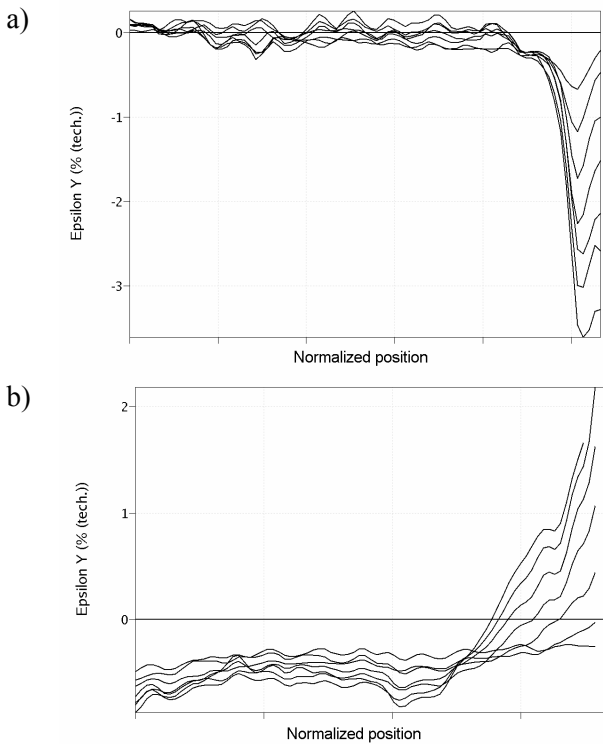 a)
0
-1
-2
-3
Epsilon Y (% (tech.))
Normalized position
b)
2
1
0
Epsilon Y (% (tech.))
Normalized position